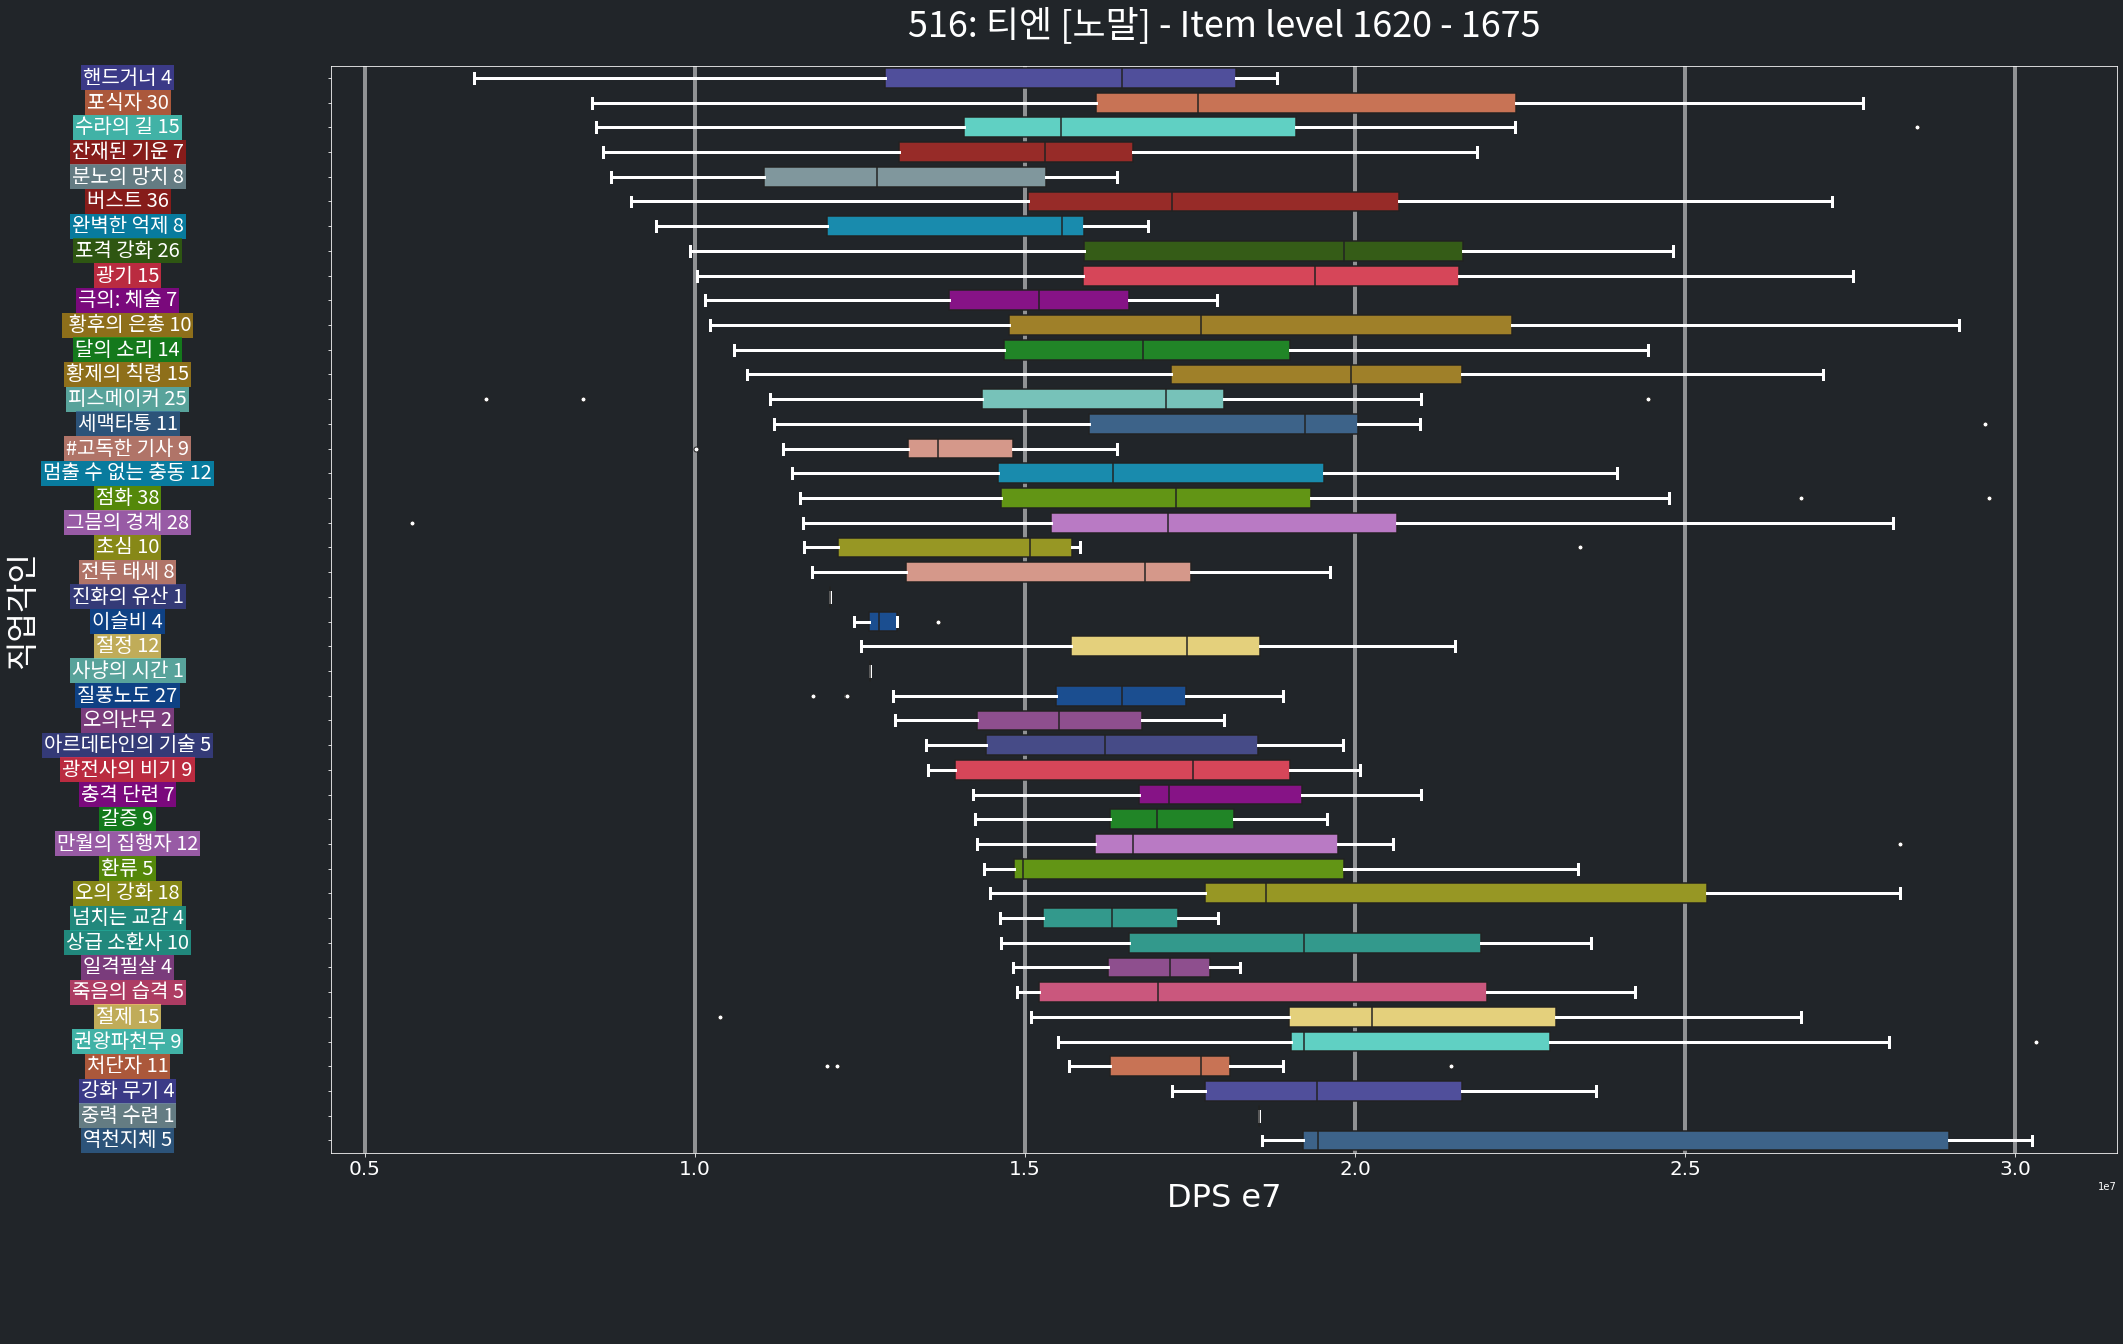 516: 티엔 [노말] - Item level 1620 - 1675
핸드거너 4
포식자 30
수라의 길 15
잔재된 기운 7
분노의 망치 8
버스트 36
완벽한 억제 8
포격 강화 26
광기 15
극의: 체술 7
황후의 은총 10
달의 소리 14
황제의 칙령 15
피스메이커 25
세맥타통 11
#고독한 기사 9
멈출 수 없는 충동 12
점화 38
그믐의 경계 28
초심 10
전투 태세 8
진화의 유산 1
이슬비 4
절정 12
사냥의 시간 1
질풍노도 27
오의난무 2
아르데타인의 기술 5
광전사의 비기 9
충격 단련 7
갈증 9
만월의 집행자 12
환류 5
오의 강화 18
넘치는 교감 4
상급 소환사 10
일격필살 4
죽음의 습격 5
절제 15
권왕파천무 9
처단자 11
강화 무기 4
중력 수련 1
역천지체 5
직업각인
0.5 1.0 1.5 2.0 2.5 3.0
1e7
DPS e7